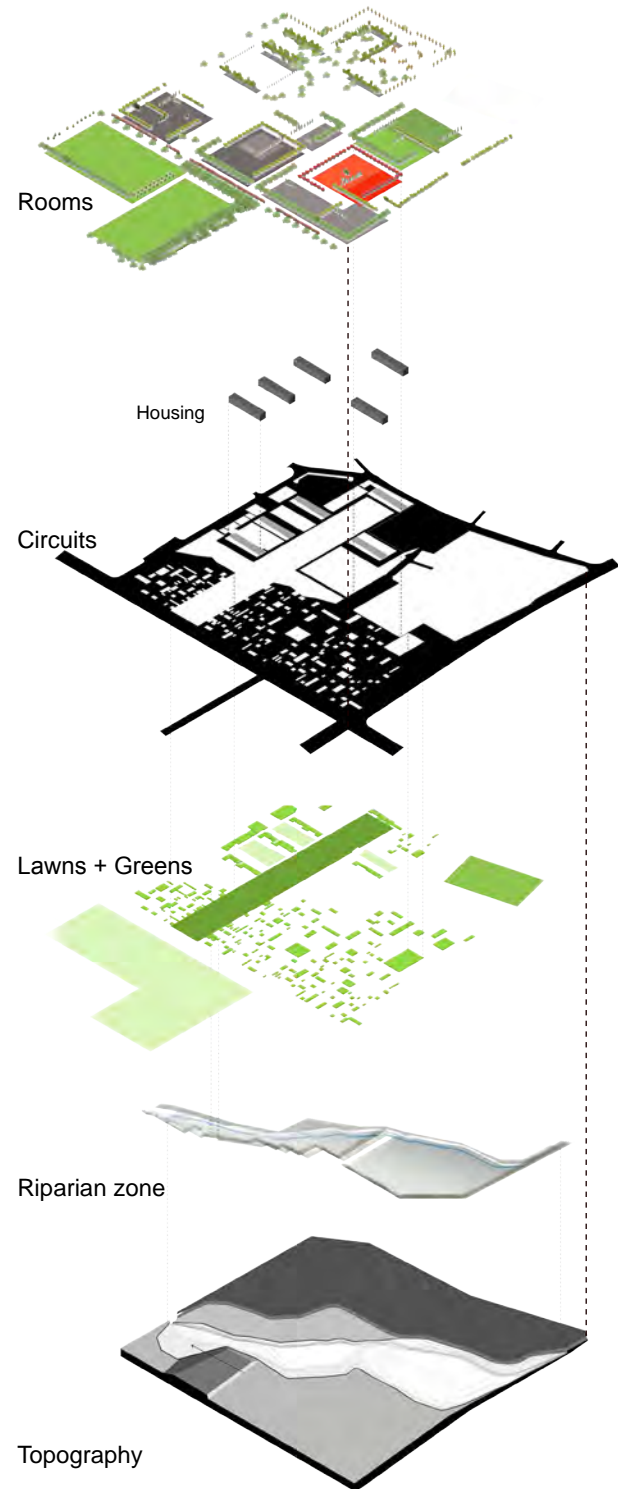 Rooms
Housing
Circuits
Lawns + Greens
Riparian zone
Topography